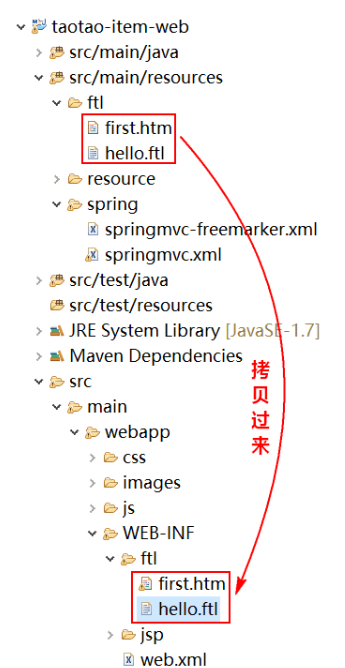 taotao-item-web
src/main/java
src/main/resources
ftl
first.htm
hello.ftl
resource
spring
springmvc-freemarker.xml
springmvc.xml
src/test/java
src/test/resources
JRE System Library [JavaSE-1.7]
Maven Dependencies
src
main
webapp
css
images
js
WEB-INF
ftl
first.htm
hello.ftl
jsp
web.xml
拷贝过来